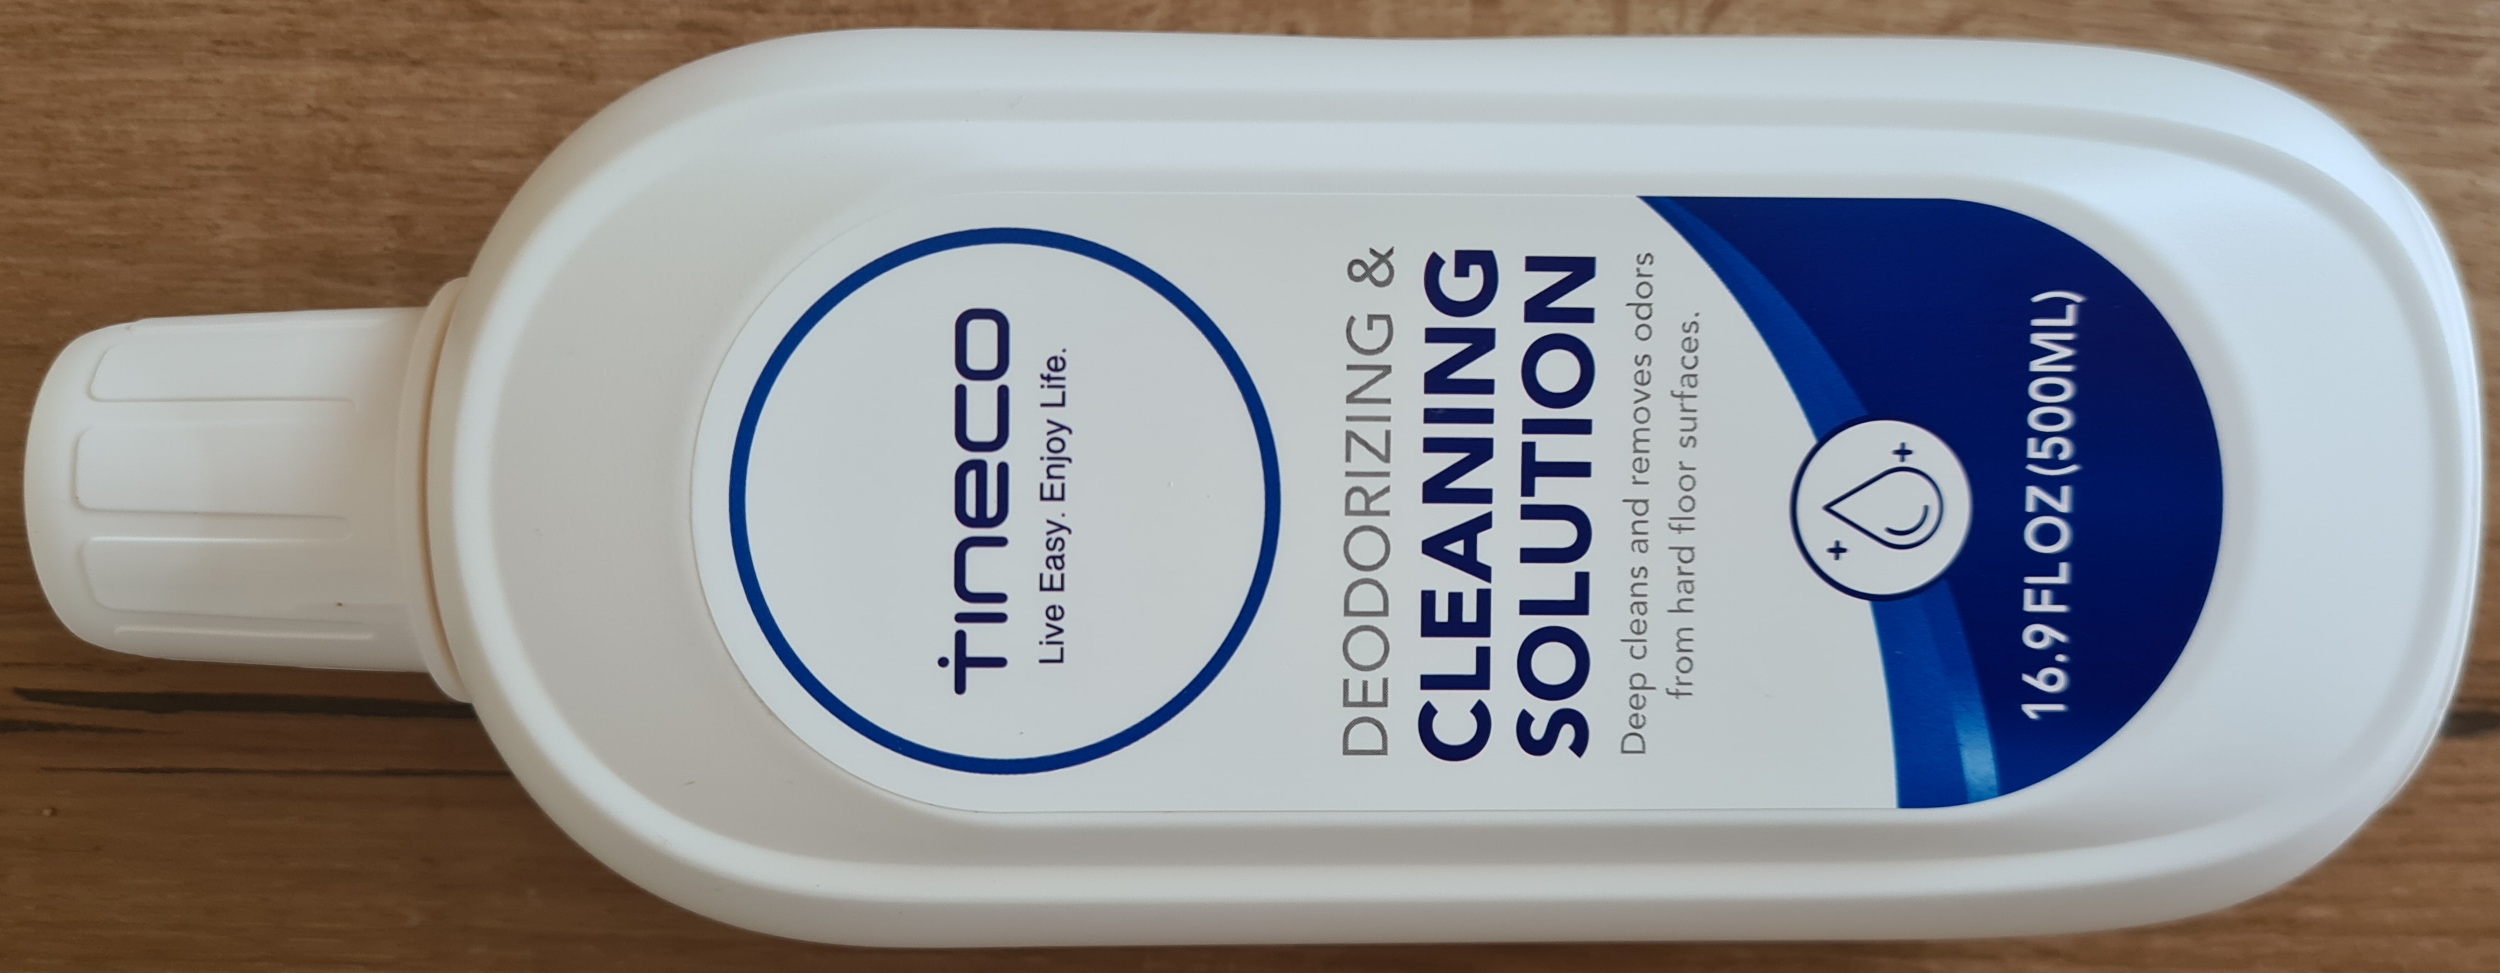 TINECO
Live Easy. Enjoy Life.
DEODORIZING &
CLEANING
SOLUTION
Deep cleans and removes odors
from hard floor surfaces.
16.9 FL OZ (500ML)